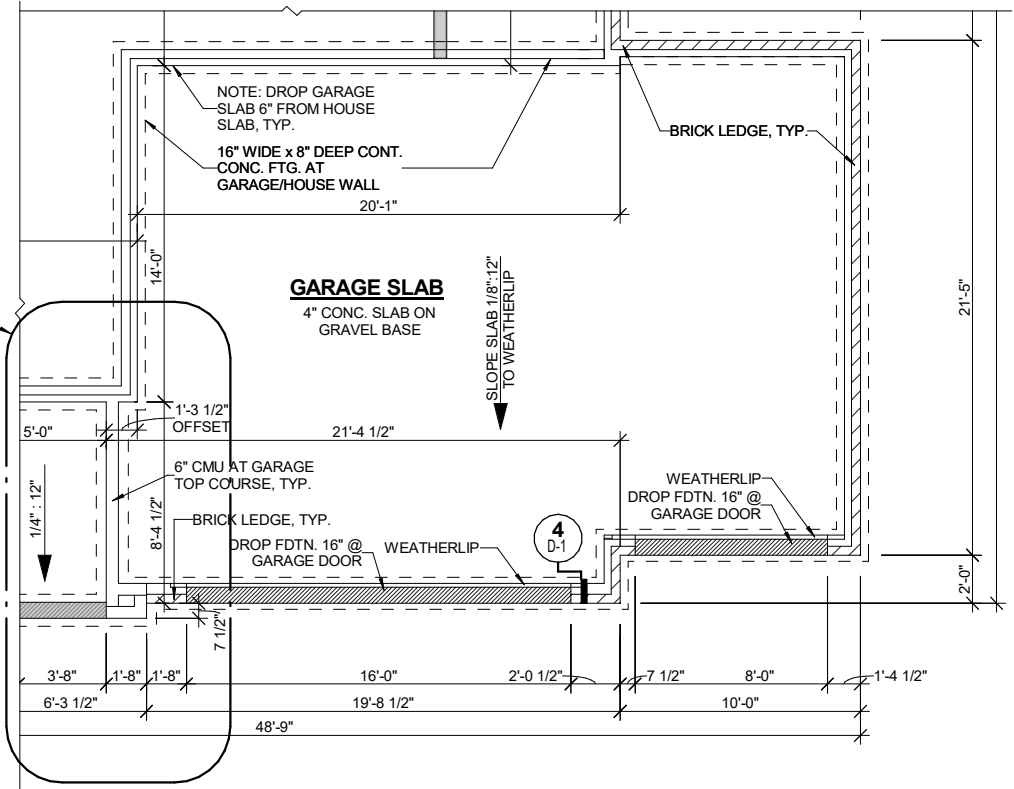 NOTE: DROP GARAGE
SLAB 6" FROM HOUSE
SLAB, TYP.
16" WIDE x 8" DEEP CONT.
CONC. FTG. AT
GARAGE/HOUSE WALL
BRICK LEDGE, TYP.
20'-1"
14'-0"
GARAGE SLAB
4" CONC. SLAB ON
GRAVEL BASE
SLOPE SLAB 1/8":12"
TO WEATHERLIP
21'-5"
1'-3 1/2"
OFFSET
5'-0"
21'-4 1/2"
6" CMU AT GARAGE
TOP COURSE, TYP.
1/4" : 12"
8'-4 1/2"
BRICK LEDGE, TYP.
DROP FDTN. 16" @
GARAGE DOOR
WEATHERLIP
4
D-1
WEATHERLIP
DROP FDTN. 16" @
GARAGE DOOR
2'-0"
7 1/2"
3'-8"
1'-8"
1'-8"
16'-0"
2'-0 1/2"
7 1/2"
8'-0"
1'-4 1/2"
6'-3 1/2"
19'-8 1/2"
10'-0"
48'-9"